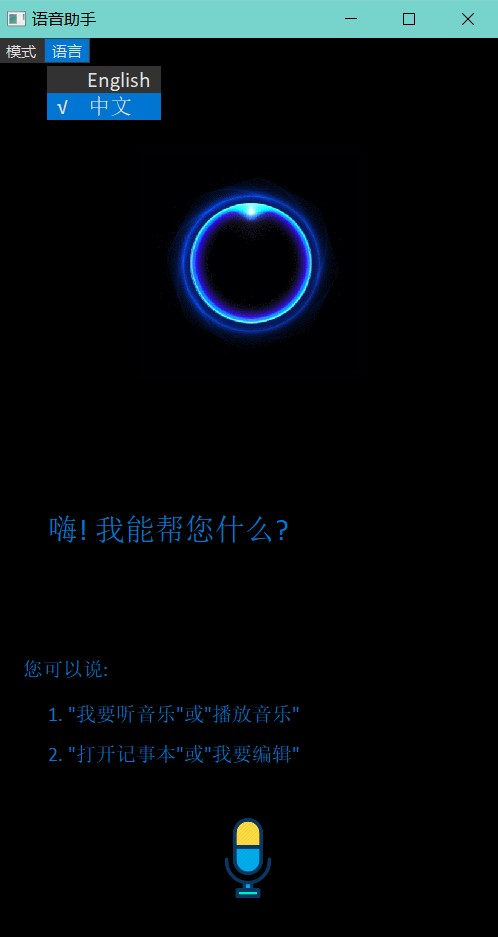 语音助手
模式 语言
English
√ 中文
嗨! 我能帮您什么?
您可以说:
1. "我要听音乐"或"播放音乐"
2. "打开记事本"或"我要编辑"